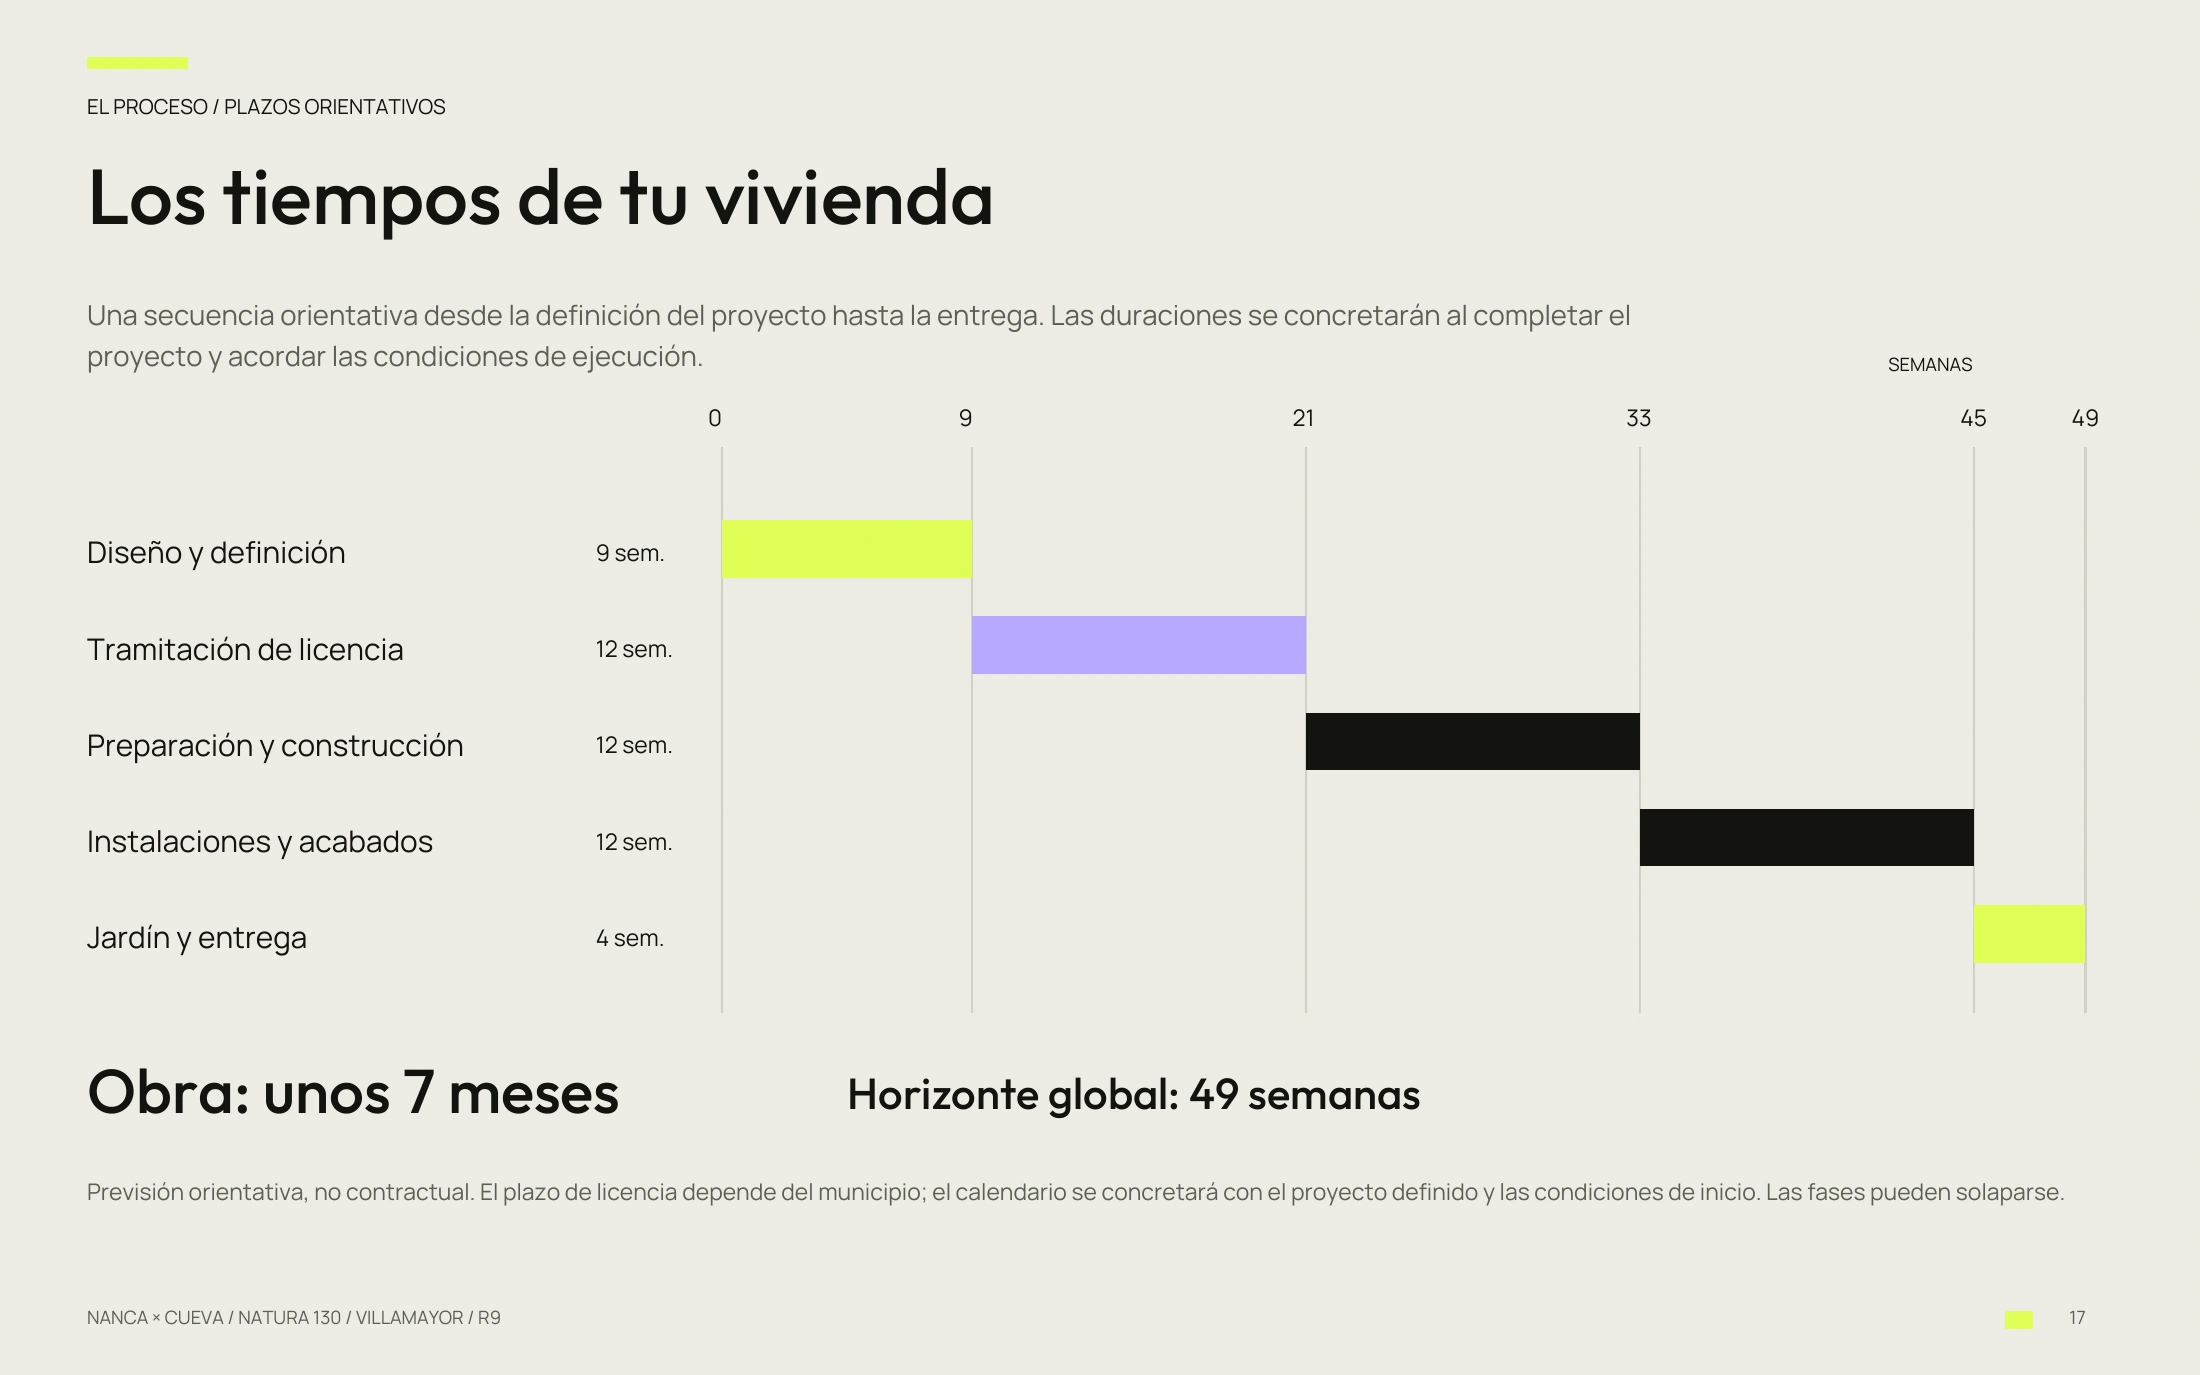 EL PROCESO / PLAZOS ORIENTATIVOS
Los tiempos de tu vivienda
Una secuencia orientativa desde la definición del proyecto hasta la entrega. Las duraciones se concretarán al completar el
proyecto y acordar las condiciones de ejecución.
SEMANAS
0 9 21 33 45 49
Diseño y definición 9 sem.
Tramitación de licencia 12 sem.
Preparación y construcción 12 sem.
Instalaciones y acabados 12 sem.
Jardín y entrega 4 sem.
Obra: unos 7 meses Horizonte global: 49 semanas
Previsión orientativa, no contractual. El plazo de licencia depende del municipio; el calendario se concretará con el proyecto definido y las condiciones de inicio. Las fases pueden solaparse.
NANCA × CUEVA / NATURA 130 / VILLAMAYOR / R9 17